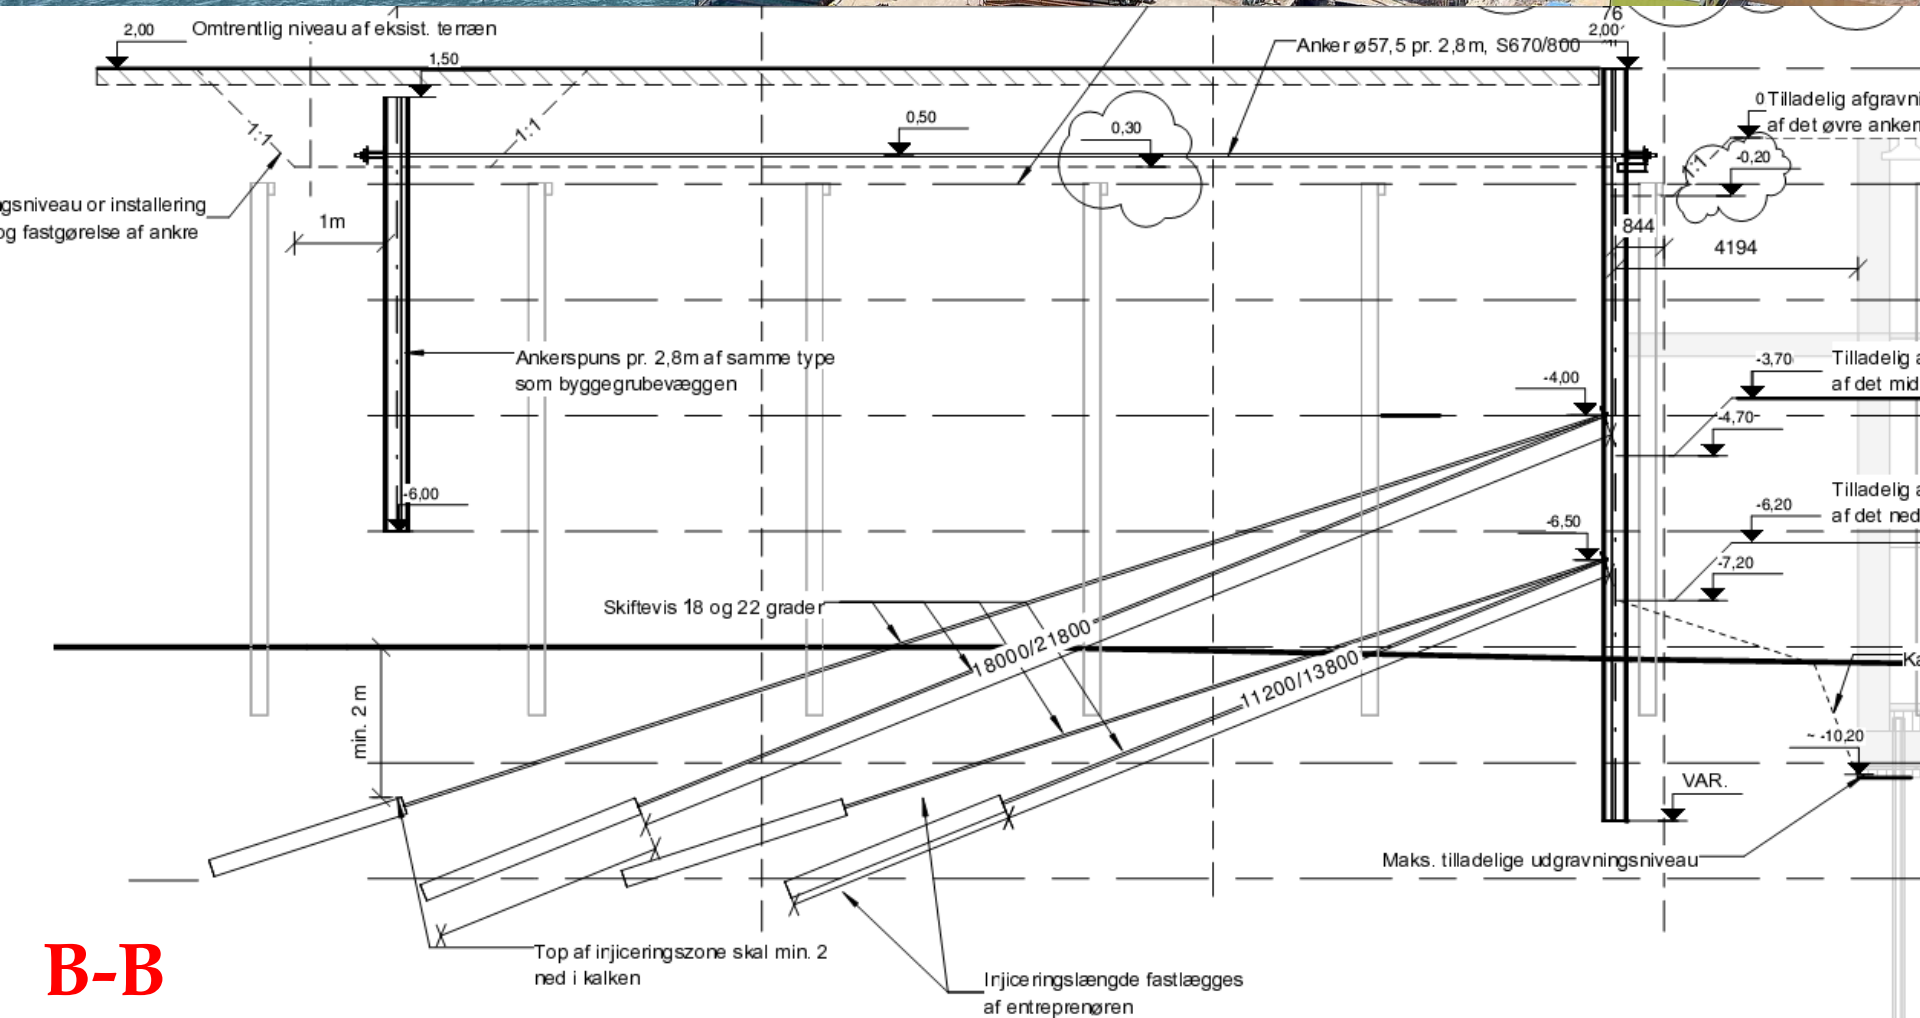 76
2,00
Omtrentlig niveau af eksist. terræn
1,50
Anker ø57,5 pr. 2,8m, S670/800
2,00
0
Tilladelig afgravni
af det øvre anker
1:1
1:1
0,50
0,30
1:1
-0,20
gsniveau or installering
og fastgørelse af ankre
1m
844
4194
Ankerspuns pr. 2,8m af samme type
som byggegrubevæggen
-4,00
-3,70
Tilladelig a
af det mid
-4,70
-6,00
-6,50
-6,20
Tilladelig a
af det ned
-7,20
Skiftevis 18 og 22 grader
18000/21800
11200/13800
Ka
min. 2 m
~ -10,20
VAR.
Maks. tilladelige udgravningsniveau
Top af injiceringszone skal min. 2
ned i kalken
Injiceringslængde fastlægges
af entreprenøren
B-B